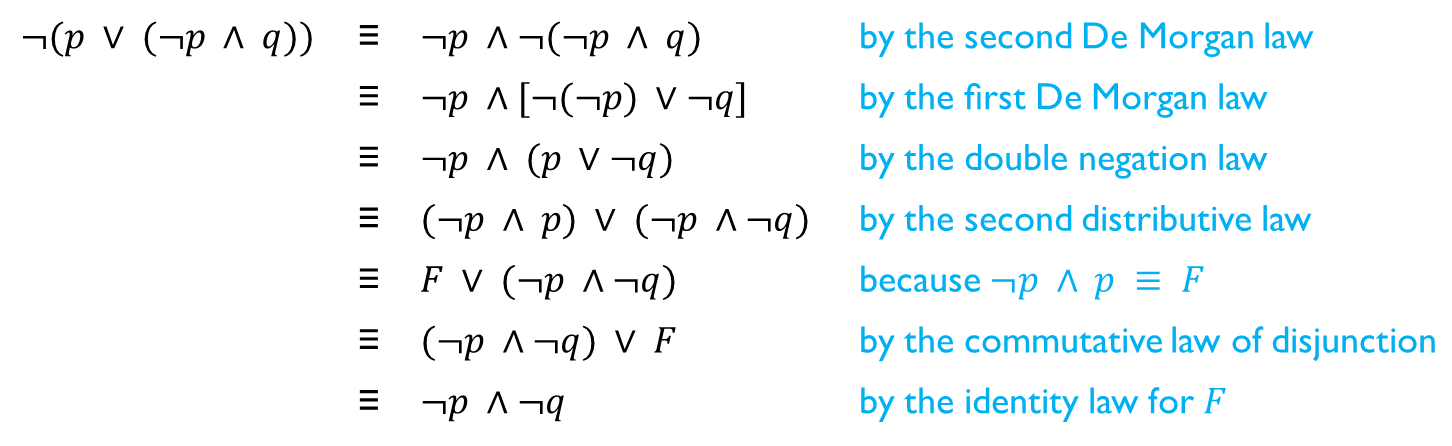 ¬(p ∨ (¬p ∧ q)) ≡ ¬p ∧ ¬(¬p ∧ q) by the second De Morgan law
≡ ¬p ∧ [¬(¬p) ∨ ¬q] by the first De Morgan law
≡ ¬p ∧ (p ∨ ¬q) by the double negation law
≡ (¬p ∧ p) ∨ (¬p ∧ ¬q) by the second distributive law
≡ F ∨ (¬p ∧ ¬q) because ¬p ∧ p ≡ F
≡ (¬p ∧ ¬q) ∨ F by the commutative law of disjunction
≡ ¬p ∧ ¬q by the identity law for F